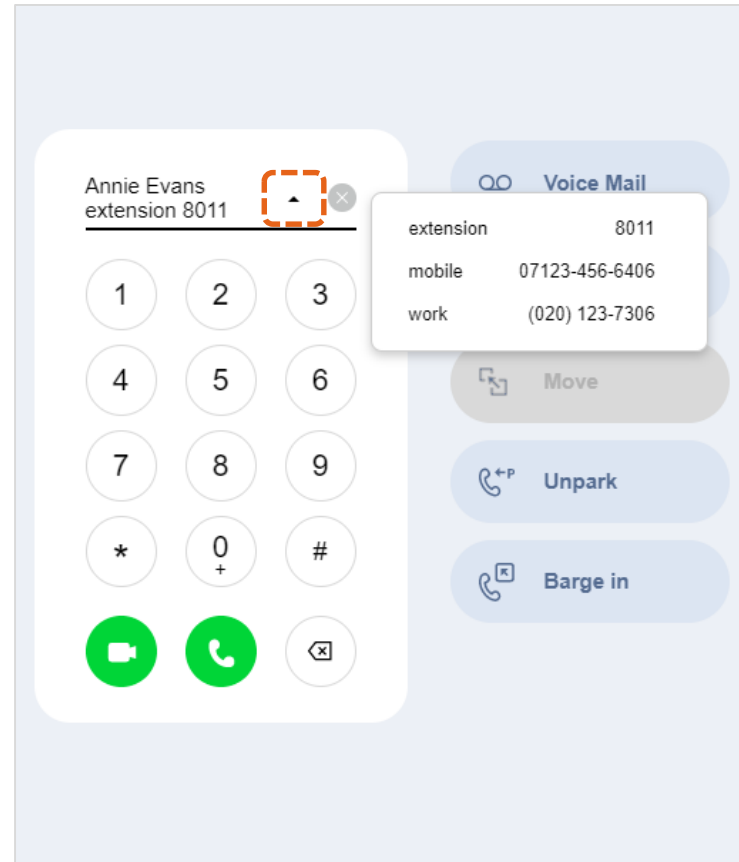 Annie Evans
extension 8011
1 2 3
4 5 6
7 8 9
* 0 #
+
Voice Mail
extension 8011
mobile 07123-456-6406
work (020) 123-7306
Move
P
Unpark
Barge in